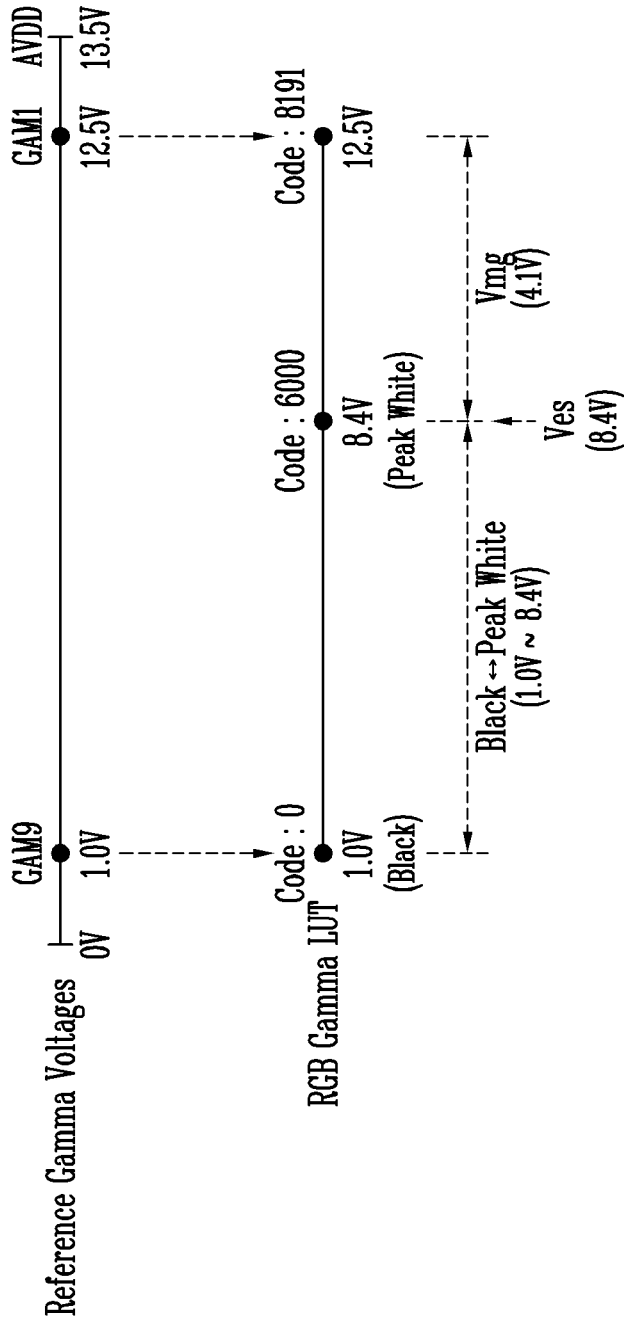 Reference Gamma Voltages
GAM9
GAM1
AVDD
0V
1.0V
12.5V
13.5V
RGB Gamma LUT
Code : 0
Code : 6000
Code : 8191
1.0V
8.4V
12.5V
(Black)
(Peak White)
Black↔Peak White
(1.0V ~ 8.4V)
Vmg
(4.1V)
Ves
(8.4V)